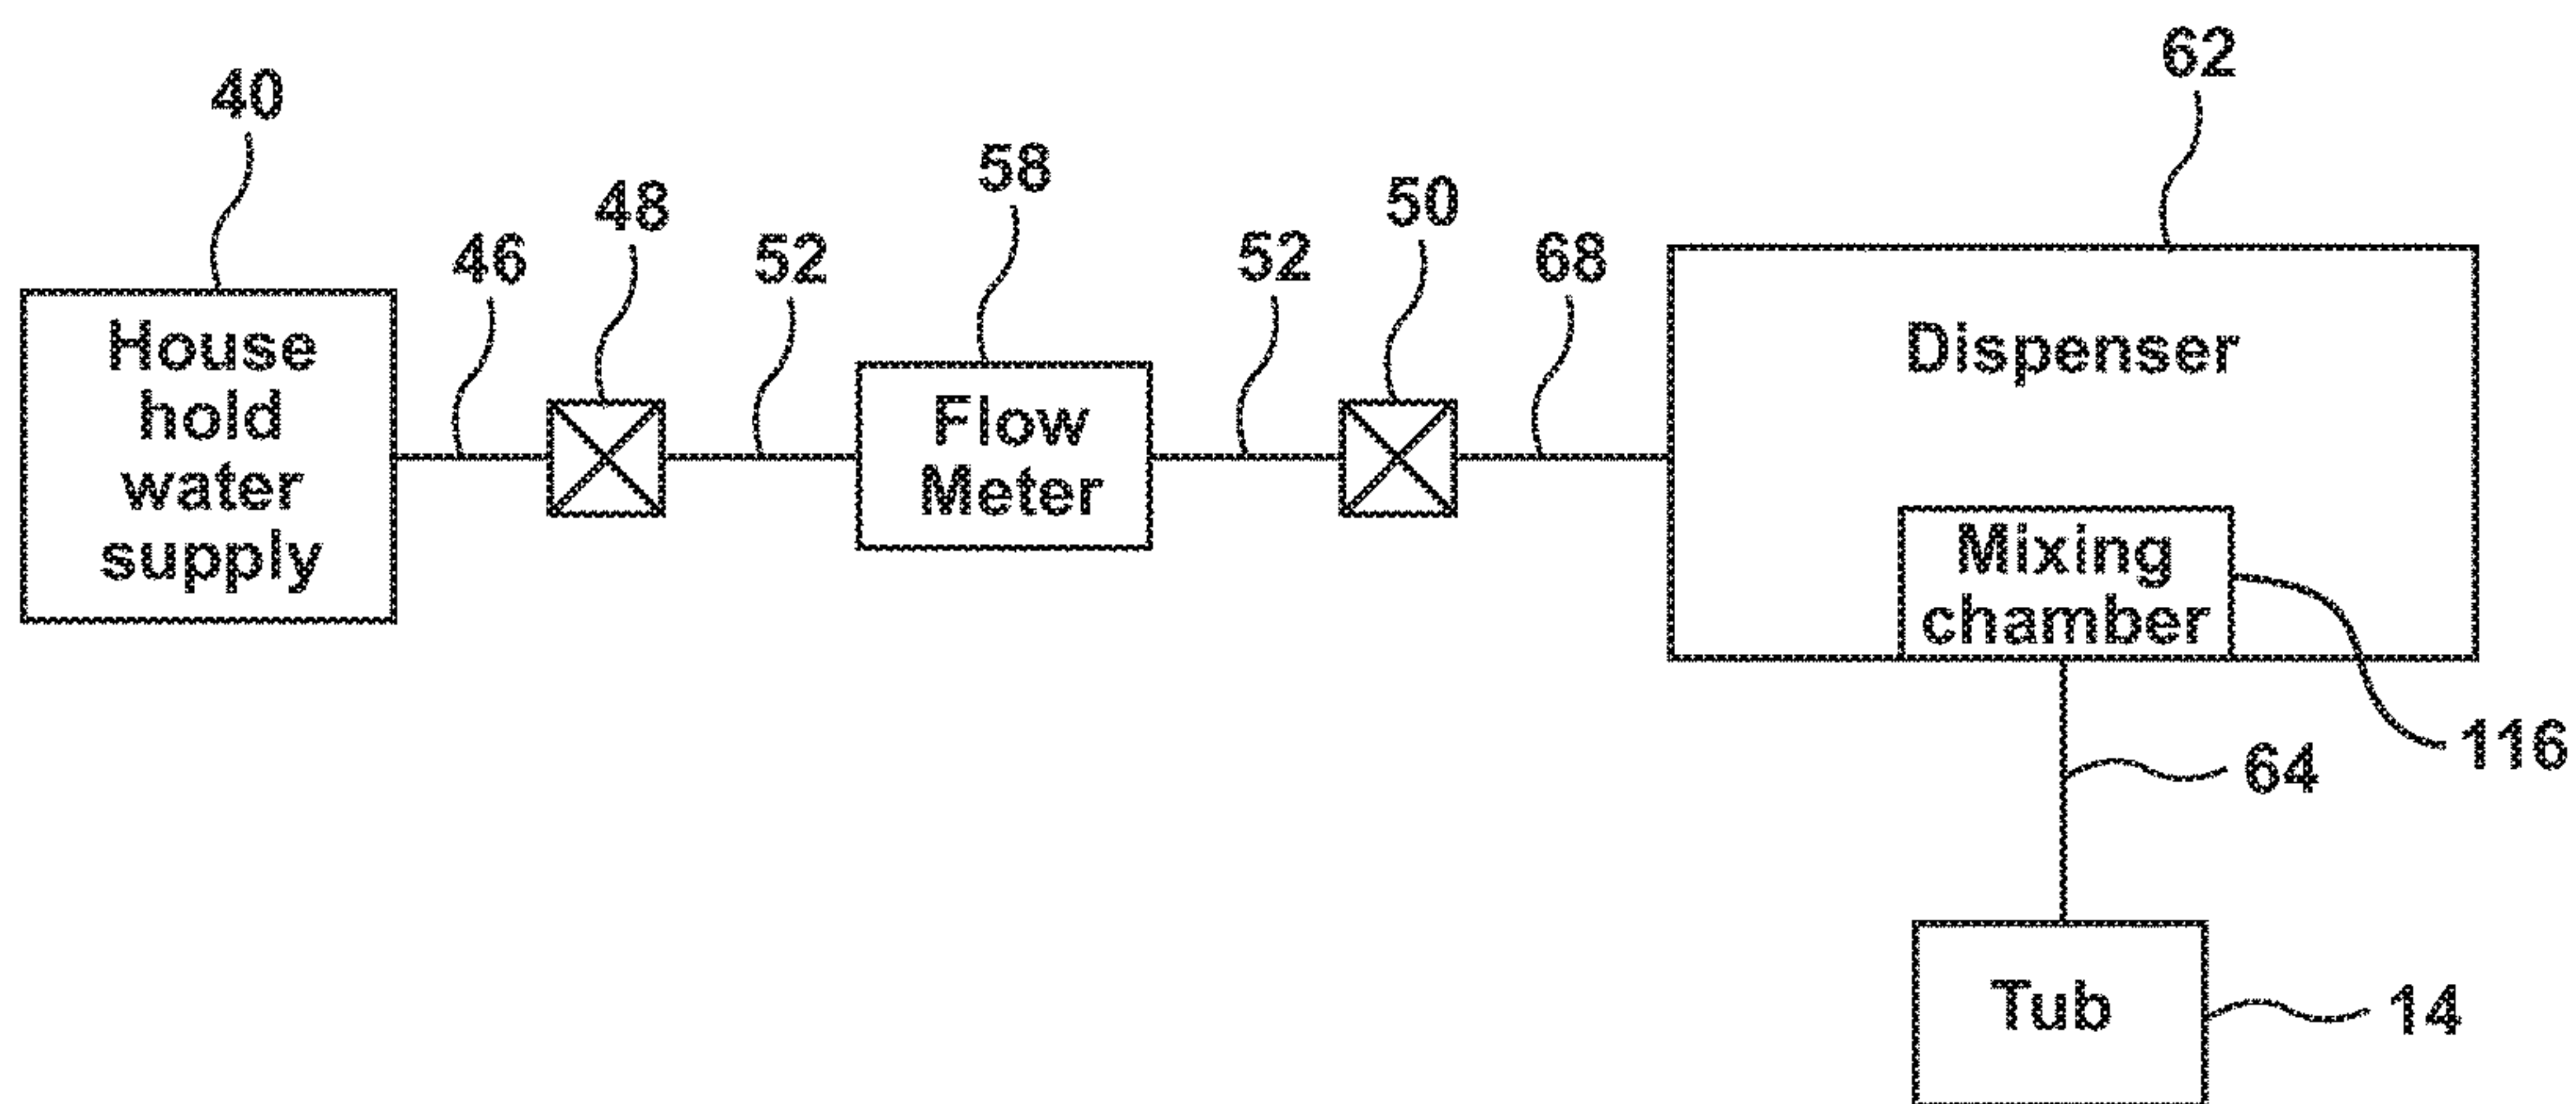 62
40
58
48
50
46
52
52
68
House
hold
water
supply
Flow
Meter
Dispenser
Mixing
chamber
116
64
Tub
14